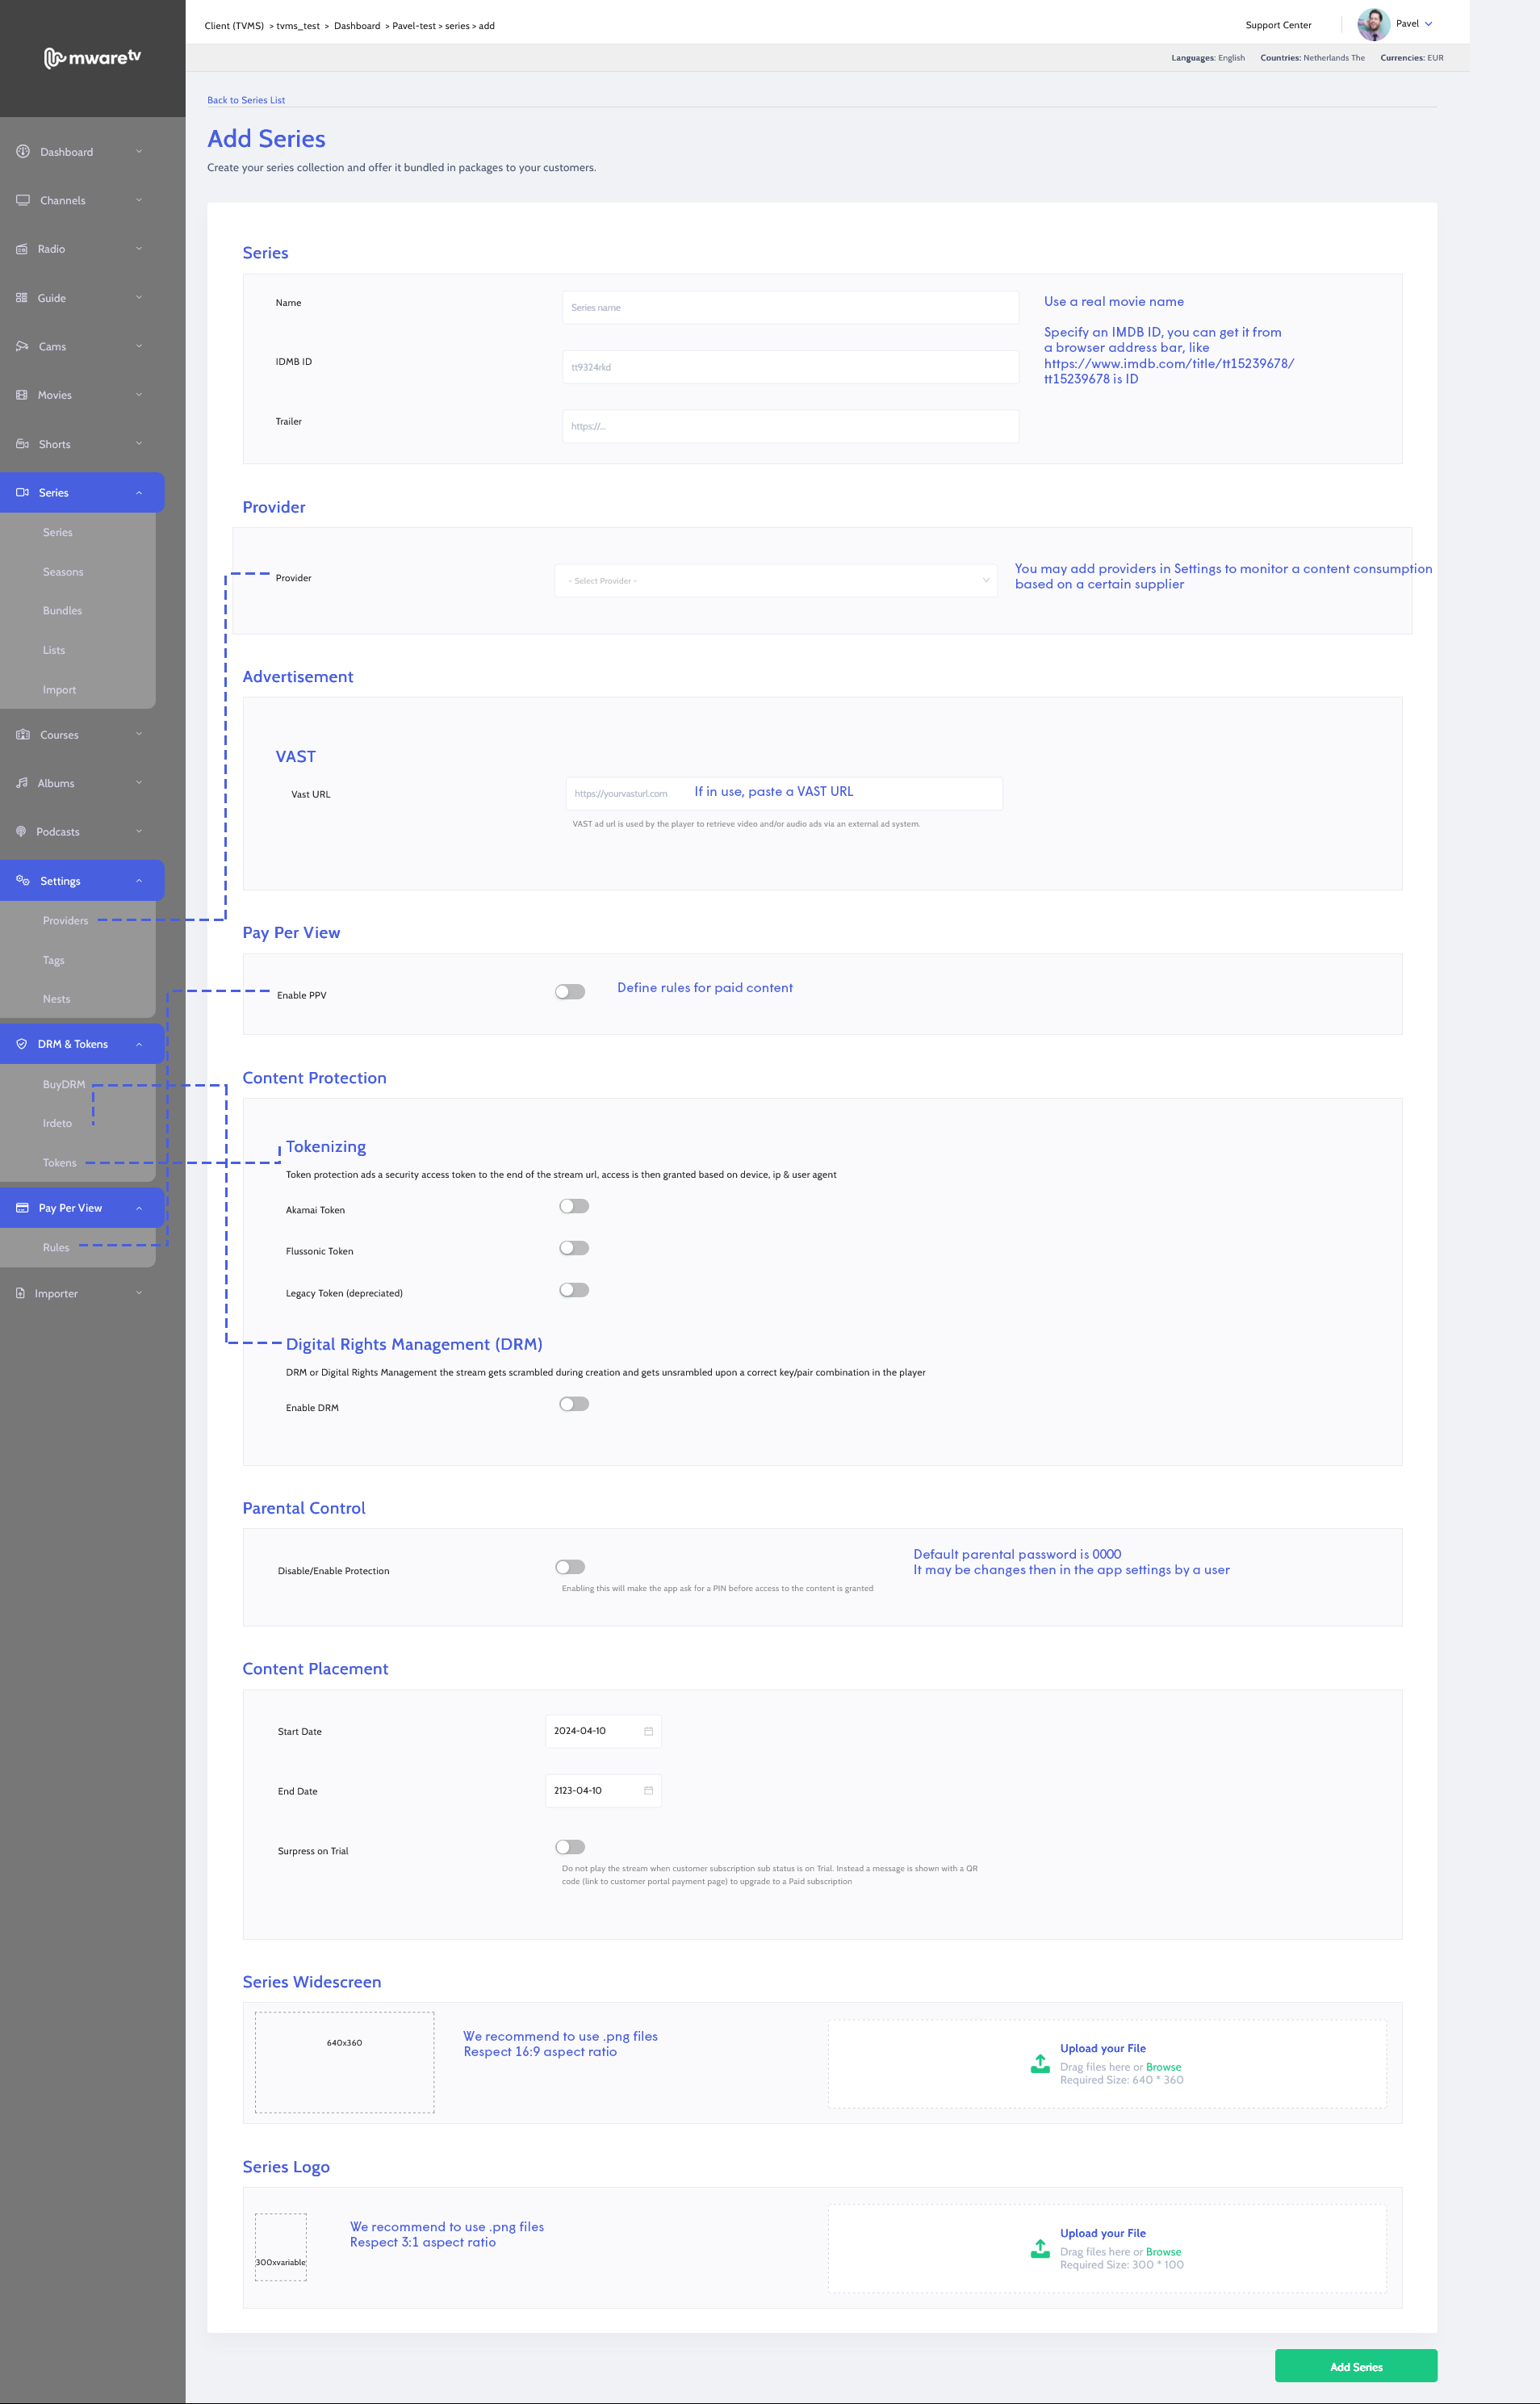 mwaretv
Client (TVMS) > tvms_test > Dashboard > Pavel-test > series > add
Support Center
Pavel
Languages: English
Countries: Netherlands The
Currencies: EUR
Dashboard
Channels
Radio
Guide
Cams
Movies
Shorts
Series
Series
Seasons
Bundles
Lists
Import
Courses
Albums
Podcasts
Settings
Providers
Tags
Nests
DRM & Tokens
BuyDRM
Irdeto
Tokens
Pay Per View
Rules
Importer
Back to Series List
Add Series
Create your series collection and offer it bundled in packages to your customers.
Series
Name
Series name
Use a real movie name
IDMB ID
tt9324rkd
Specify an IMDB ID, you can get it from
a browser address bar, like
https://www.imdb.com/title/tt15239678/
tt15239678 is ID
Trailer
https://...
Provider
Provider
- Select Provider -
You may add providers in Settings to monitor a content consumption
based on a certain supplier
Advertisement
VAST
Vast URL
https://yourvasturl.com
If in use, paste a VAST URL
VAST ad url is used by the player to retrieve video and/or audio ads via an external ad system.
Pay Per View
Enable PPV
Define rules for paid content
Content Protection
Tokenizing
Token protection ads a security access token to the end of the stream url, access is then granted based on device, ip & user agent
Akamai Token
Flussonic Token
Legacy Token (depreciated)
Digital Rights Management (DRM)
DRM or Digital Rights Management the stream gets scrambled during creation and gets unsrambled upon a correct key/pair combination in the player
Enable DRM
Parental Control
Disable/Enable Protection
Enabling this will make the app ask for a PIN before access to the content is granted
Default parental password is 0000
It may be changes then in the app settings by a user
Content Placement
Start Date
2024-04-10
End Date
2123-04-10
Surpress on Trial
Do not play the stream when customer subscription sub status is on Trial. Instead a message is shown with a QR
code (link to customer portal payment page) to upgrade to a Paid subscription
Series Widescreen
640x360
We recommend to use .png files
Respect 16:9 aspect ratio
Upload your File
Drag files here or Browse
Required Size: 640 * 360
Series Logo
300xvariable
We recommend to use .png files
Respect 3:1 aspect ratio
Upload your File
Drag files here or Browse
Required Size: 300 * 100
Add Series